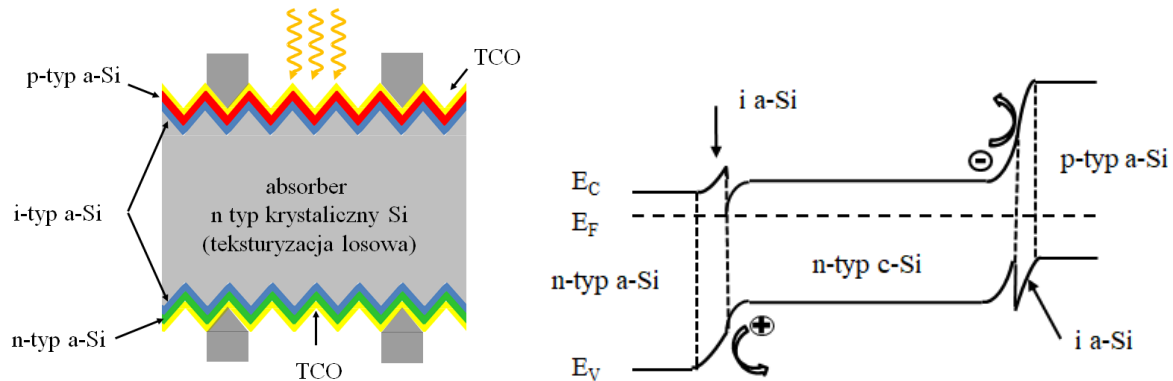 p-typ a-Si
TCO
i-typ a-Si
absorber
n typ krystaliczny Si
(teksturyzacja losowa)
n-typ a-Si
TCO
i a-Si
E_C
E_F
E_V
n-typ a-Si
n-typ c-Si
p-typ a-Si
i a-Si
-
+